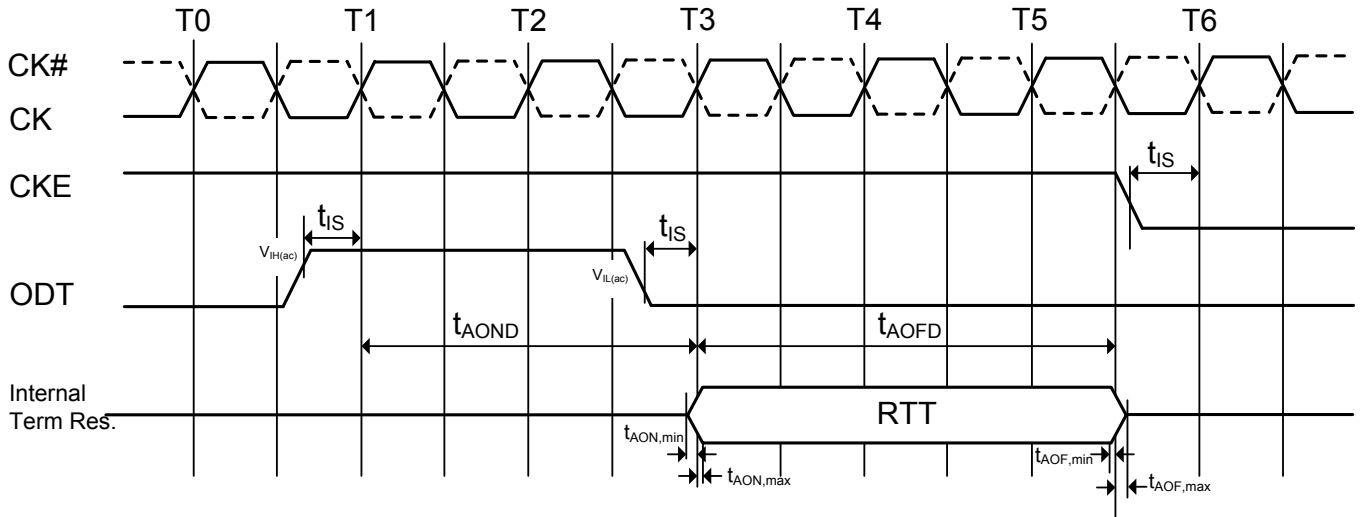 T0 T1 T2 T3 T4 T5 T6
CK#
CK
CKE
tIS
tIS
tIS
VIH(ac)
VIL(ac)
ODT
tAOND
tAOFD
Internal
Term Res.
RTT
tAON,min
tAOF,min
tAON,max
tAOF,max